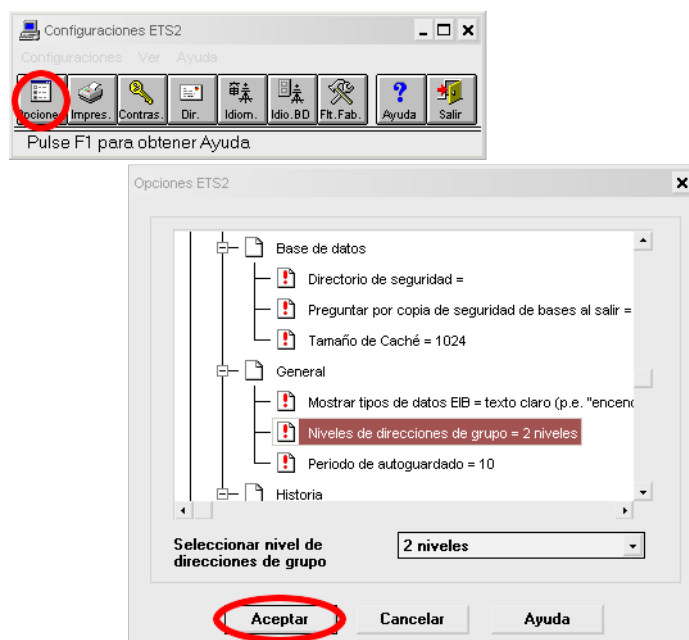 Configuraciones ETS2
Configuraciones Ver Ayuda
Opcione Impres. Contras. Dir. Idiom. Idio.BD Flt.Fab. Ayuda Salir
Pulse F1 para obtener Ayuda
Opciones ETS2
Base de datos
Directorio de seguridad =
Preguntar por copia de seguridad de bases al salir =
Tamaño de Caché = 1024
General
Mostrar tipos de datos EIB = texto claro (p.e. "encend
Niveles de direcciones de grupo = 2 niveles
Periodo de autoguardado = 10
Historia
Seleccionar nivel de
direcciones de grupo
2 niveles
Aceptar Cancelar Ayuda